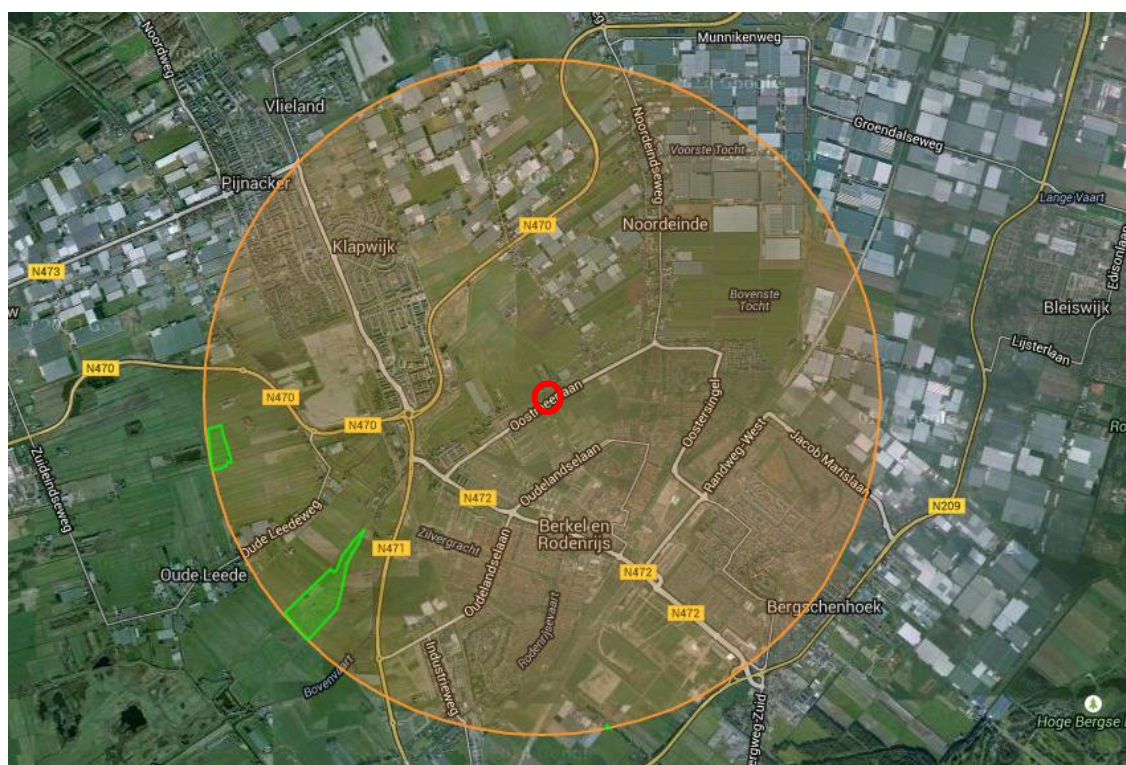 Noordweg
Munnikenweg
Vlieland
Noordeindseweg
Voorste Tocht
Groendalseweg
Pijnacker
Lange Vaart
Klapwijk
N470
Noordeinde
Edisonlaan
N473
Bovenste
Tocht
Bleiswijk
w
Lijsterlaan
N470
N470
Oostmeerlaan
N470
Oostersingel
Zuideindseweg
Randweg-West
Jacob Marislaan
Oudelandselaan
N472
N209
Oude Leedeweg
Berkel en
Rodenrijs
Zilvergracht
N471
Oude Leede
Oudelandselaan
N472
Bergschenhoek
N472
Rodenrijsevaart
Bovenvaart
Industrieweg
Hoge Bergse